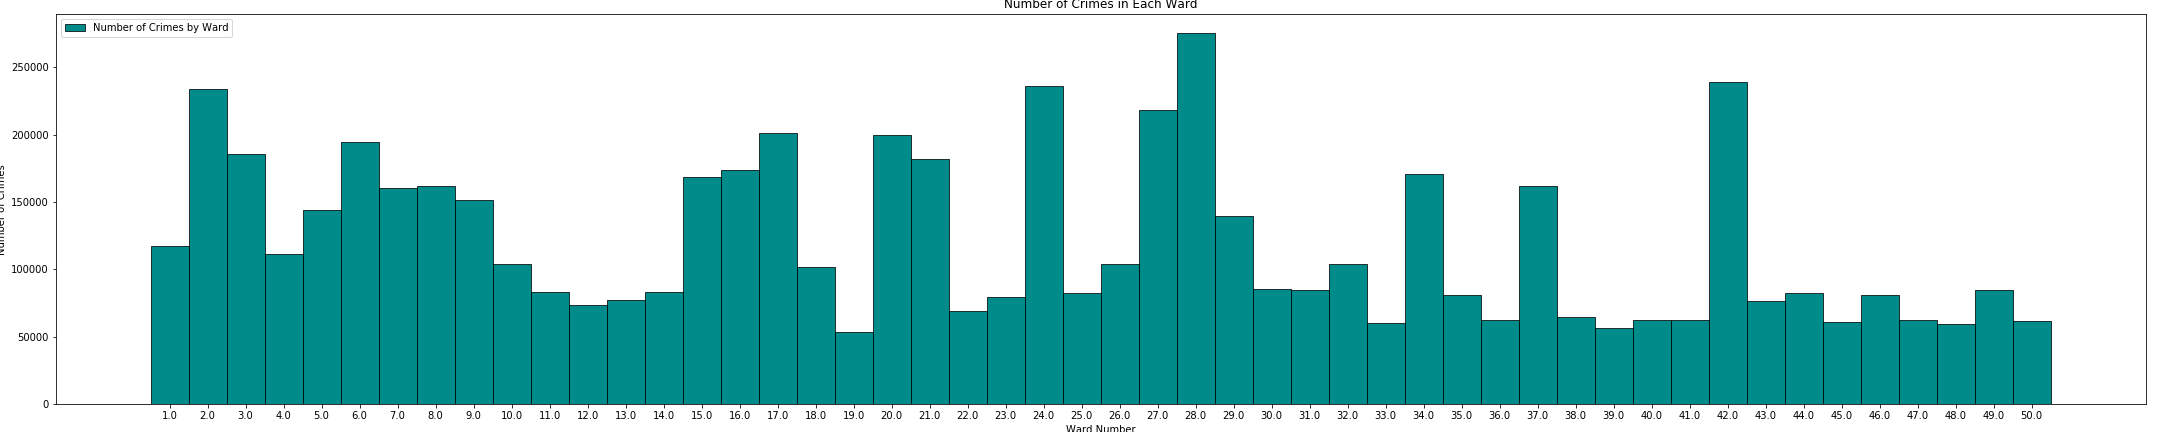 Number of Crimes in Each Ward
Number of Crimes by Ward
250000
200000
150000
100000
50000
0
Number of Crimes
1.0 2.0 3.0 4.0 5.0 6.0 7.0 8.0 9.0 10.0 11.0 12.0 13.0 14.0 15.0 16.0 17.0 18.0 19.0 20.0 21.0 22.0 23.0 24.0 25.0 26.0 27.0 28.0 29.0 30.0 31.0 32.0 33.0 34.0 35.0 36.0 37.0 38.0 39.0 40.0 41.0 42.0 43.0 44.0 45.0 46.0 47.0 48.0 49.0 50.0
Ward Number